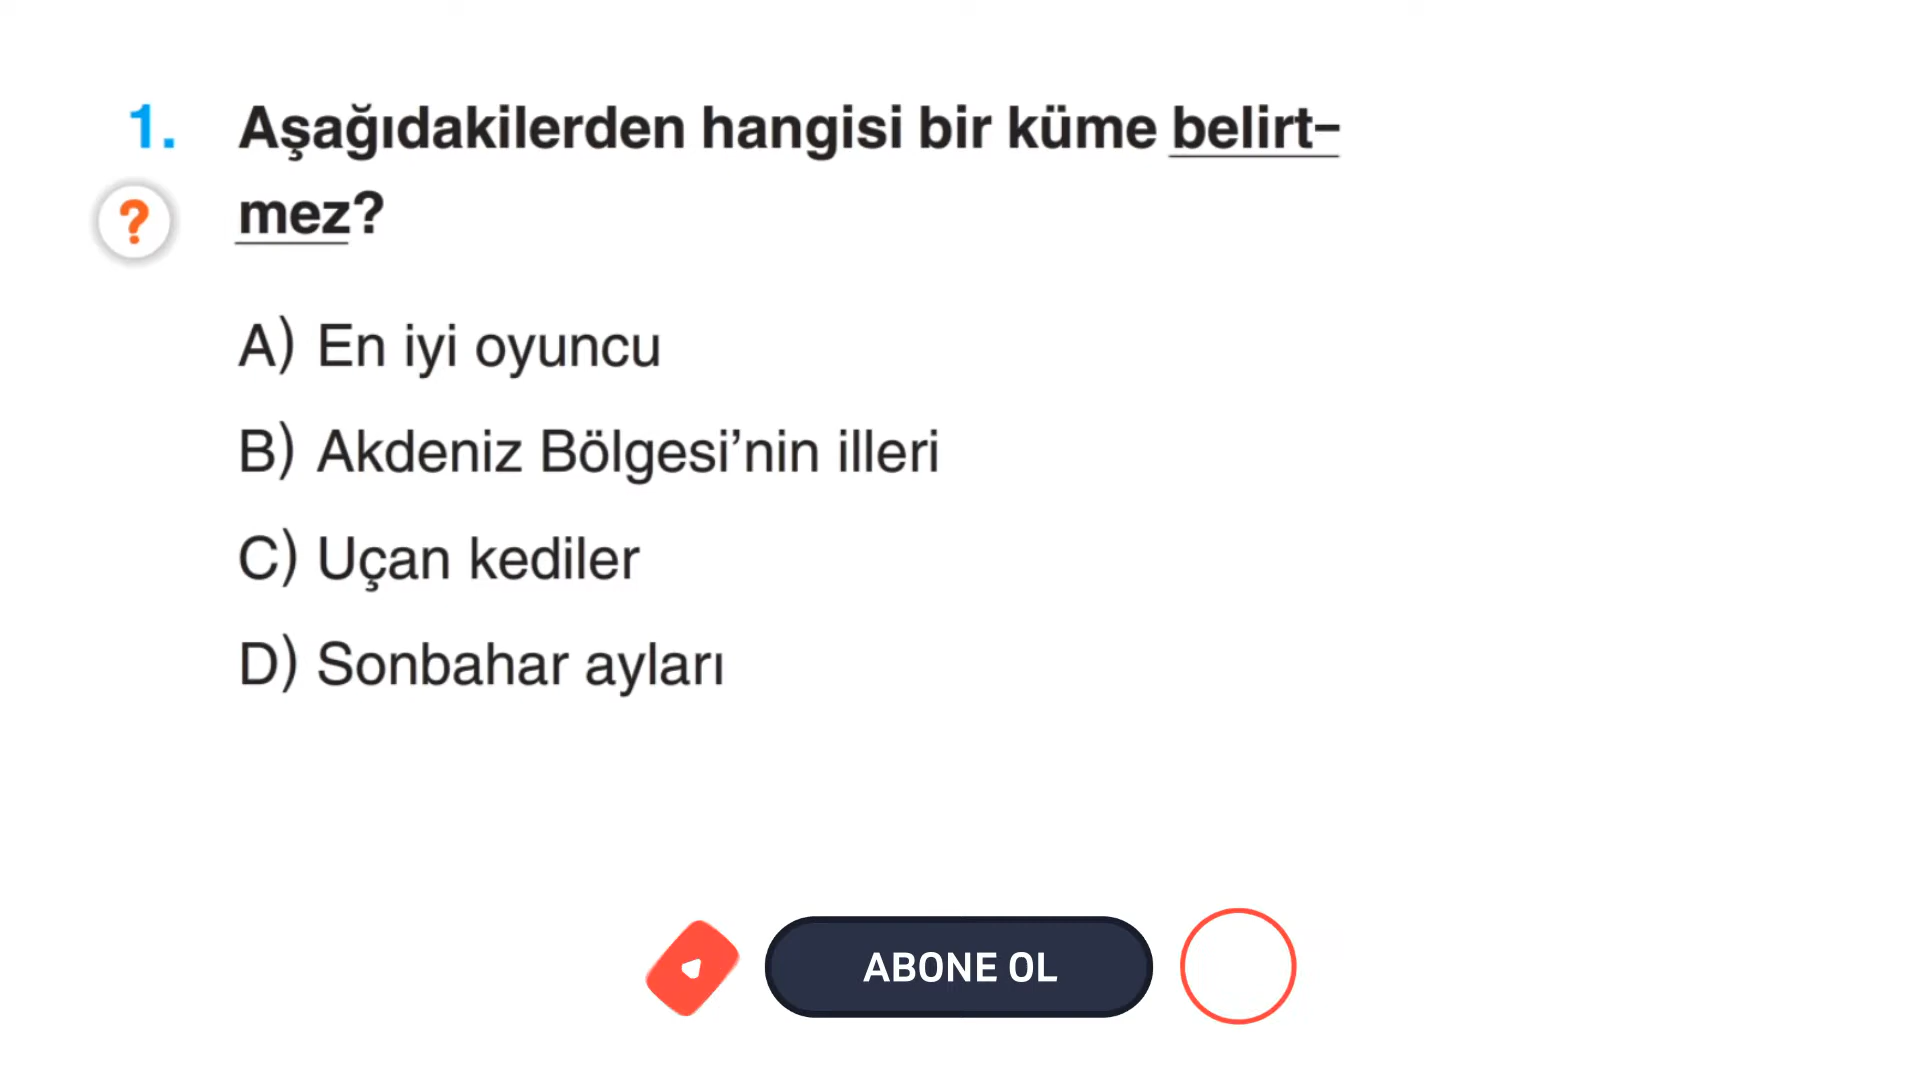 1. Aşağıdakilerden hangisi bir küme belirt-
? mez?
A) En iyi oyuncu
B) Akdeniz Bölgesi’nin illeri
C) Uçan kediler
D) Sonbahar ayları
ABONE OL